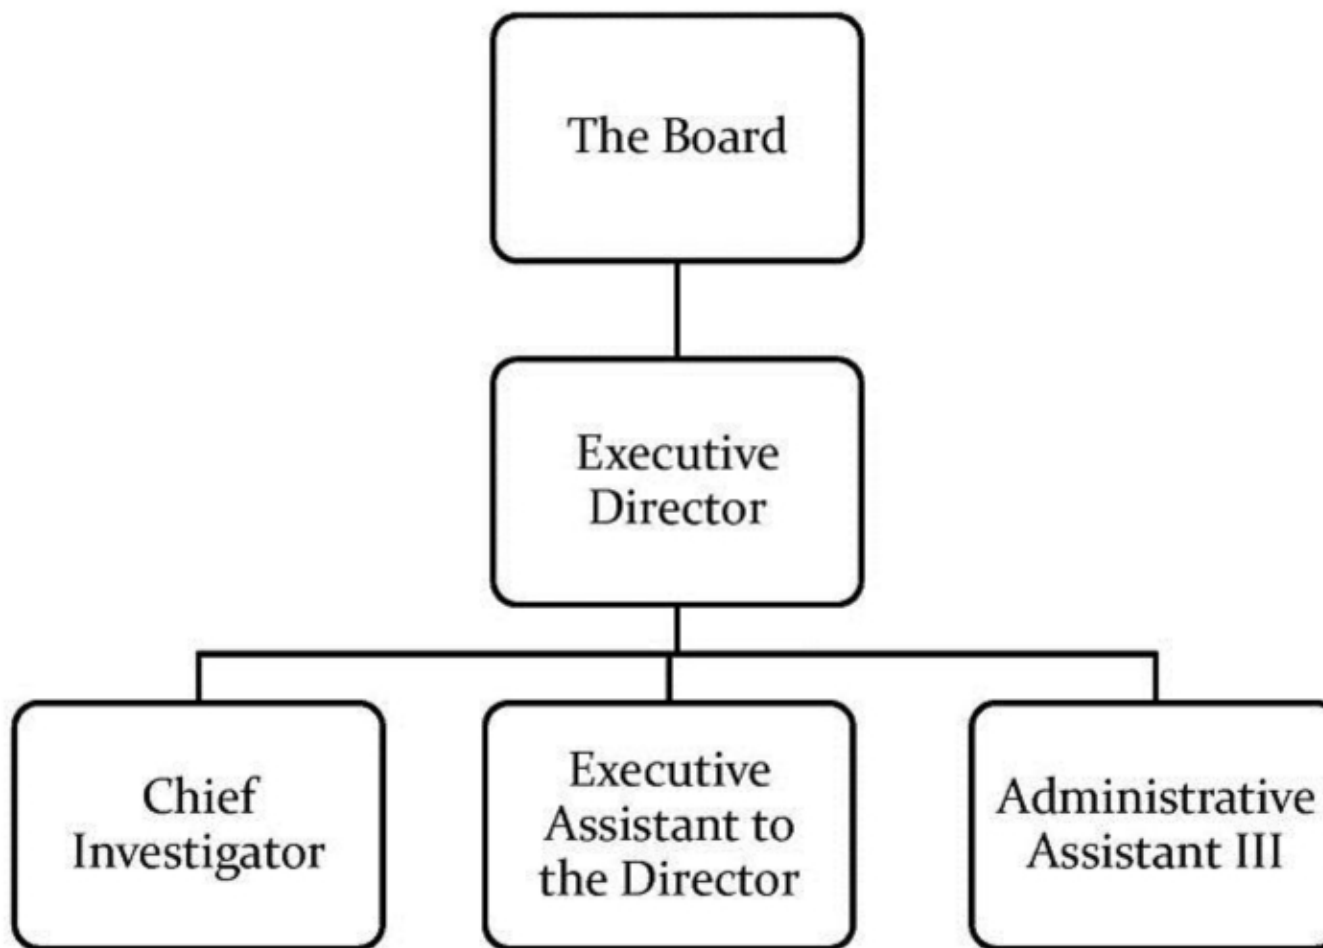 The Board
Executive
Director
Chief
Investigator
Executive
Assistant to
the Director
Administrative
Assistant III